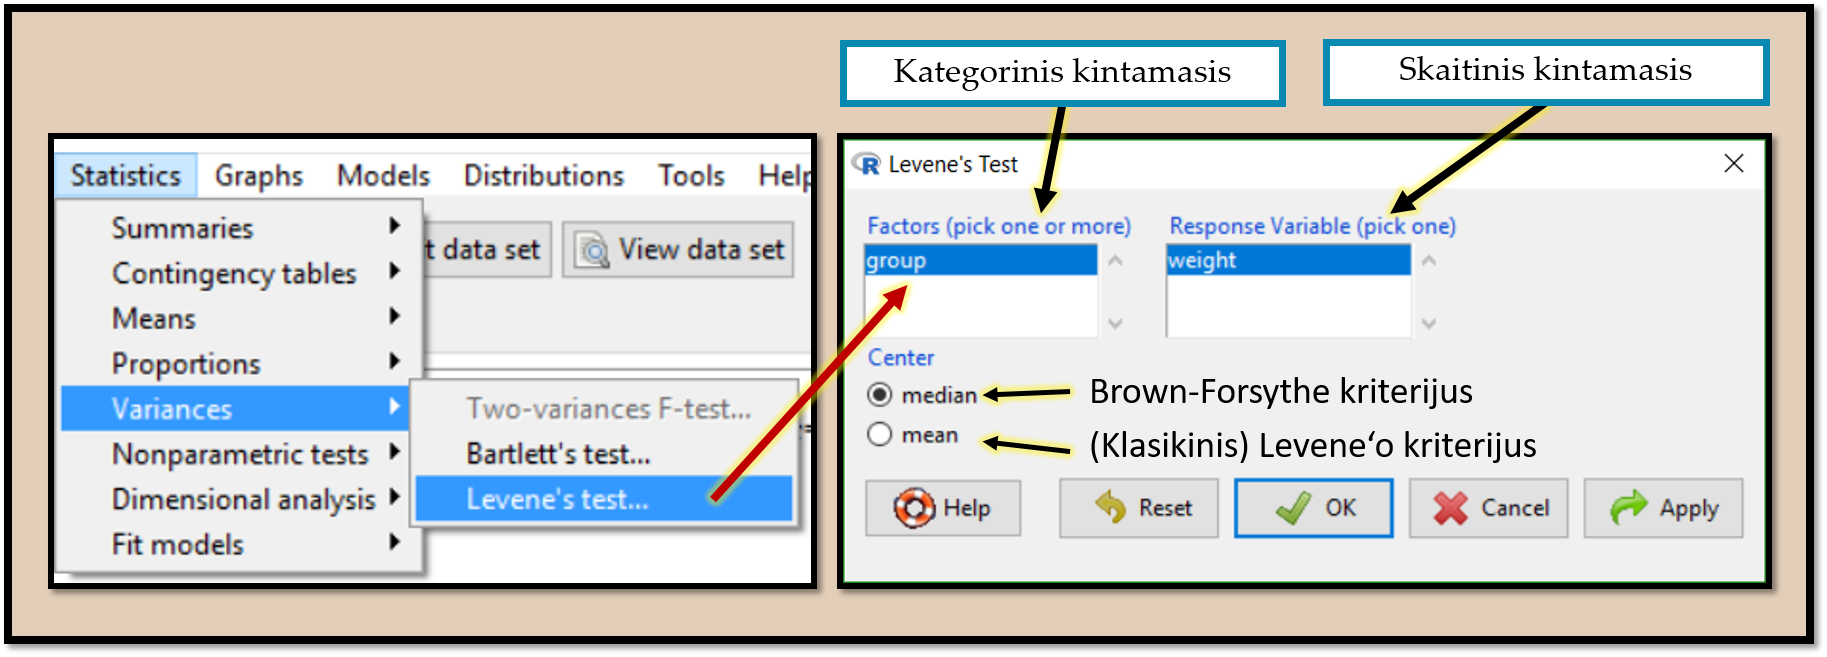 Kategorinis kintamasis
Skaitinis kintamasis
Statistics Graphs Models Distributions Tools Help
Summaries
Contingency tables
Means
Proportions
Variances
Nonparametric tests
Dimensional analysis
Fit models
t data set
View data set
Two-variances F-test...
Bartlett's test...
Levene's test...
R Levene's Test
Factors (pick one or more)
Response Variable (pick one)
group
weight
Center
median
Brown-Forsythe kriterijus
mean
(Klasikinis) Levene‘o kriterijus
Help Reset OK Cancel Apply